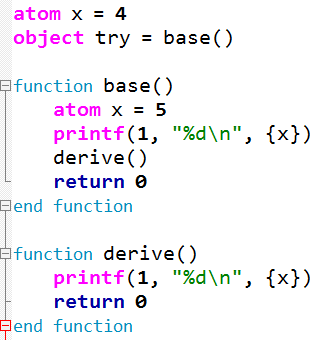 atom x = 4
object try = base()

function base()
    atom x = 5
    printf(1, "%d\n", {x})
    derive()
    return 0
end function

function derive()
    printf(1, "%d\n", {x})
    return 0
end function